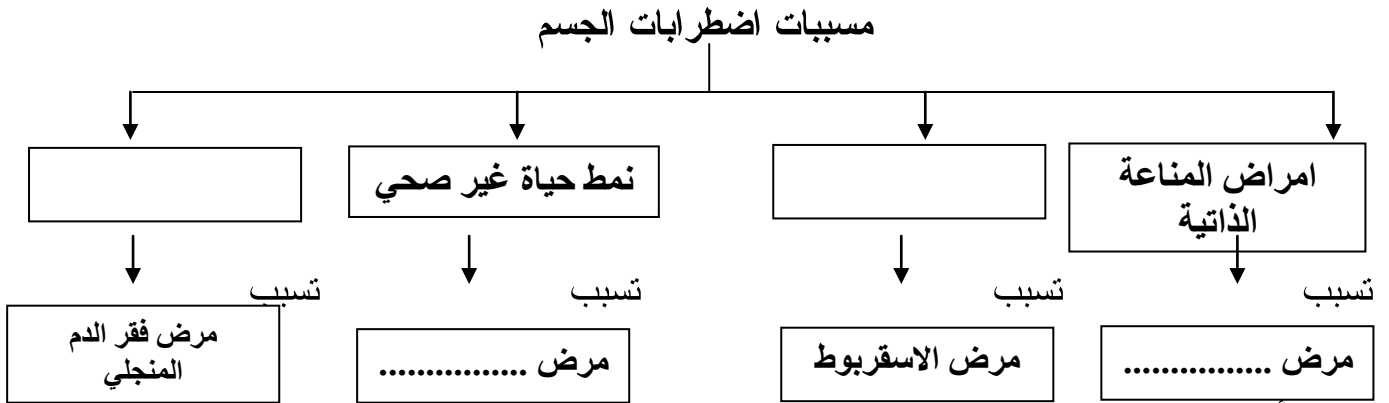 مسببات اضطرابات الجسم
امراض المناعة
الذاتية
نمط حياة غير صحي
تسبب
تسبب
تسبب
تسبب
مرض ................
مرض الاسقربوط
مرض ................
مرض فقر الدم
المنجلي